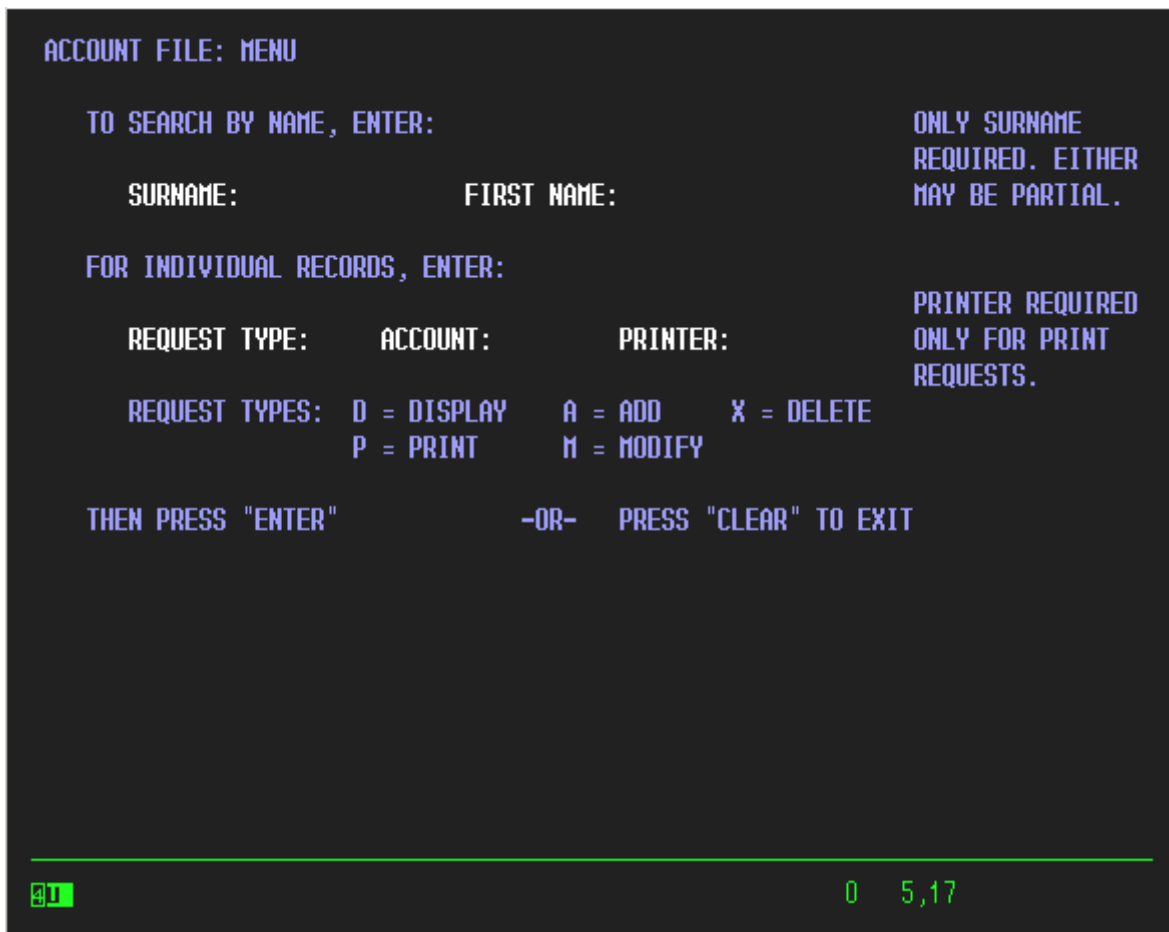 ACCOUNT FILE: MENU
TO SEARCH BY NAME, ENTER: ONLY SURNAME
REQUIRED. EITHER
SURNAME: FIRST NAME: MAY BE PARTIAL.
FOR INDIVIDUAL RECORDS, ENTER:
PRINTER REQUIRED
REQUEST TYPE: ACCOUNT: PRINTER: ONLY FOR PRINT
REQUESTS.
REQUEST TYPES: D = DISPLAY A = ADD X = DELETE
P = PRINT M = MODIFY
THEN PRESS "ENTER" -OR- PRESS "CLEAR" TO EXIT
4 0 5,17